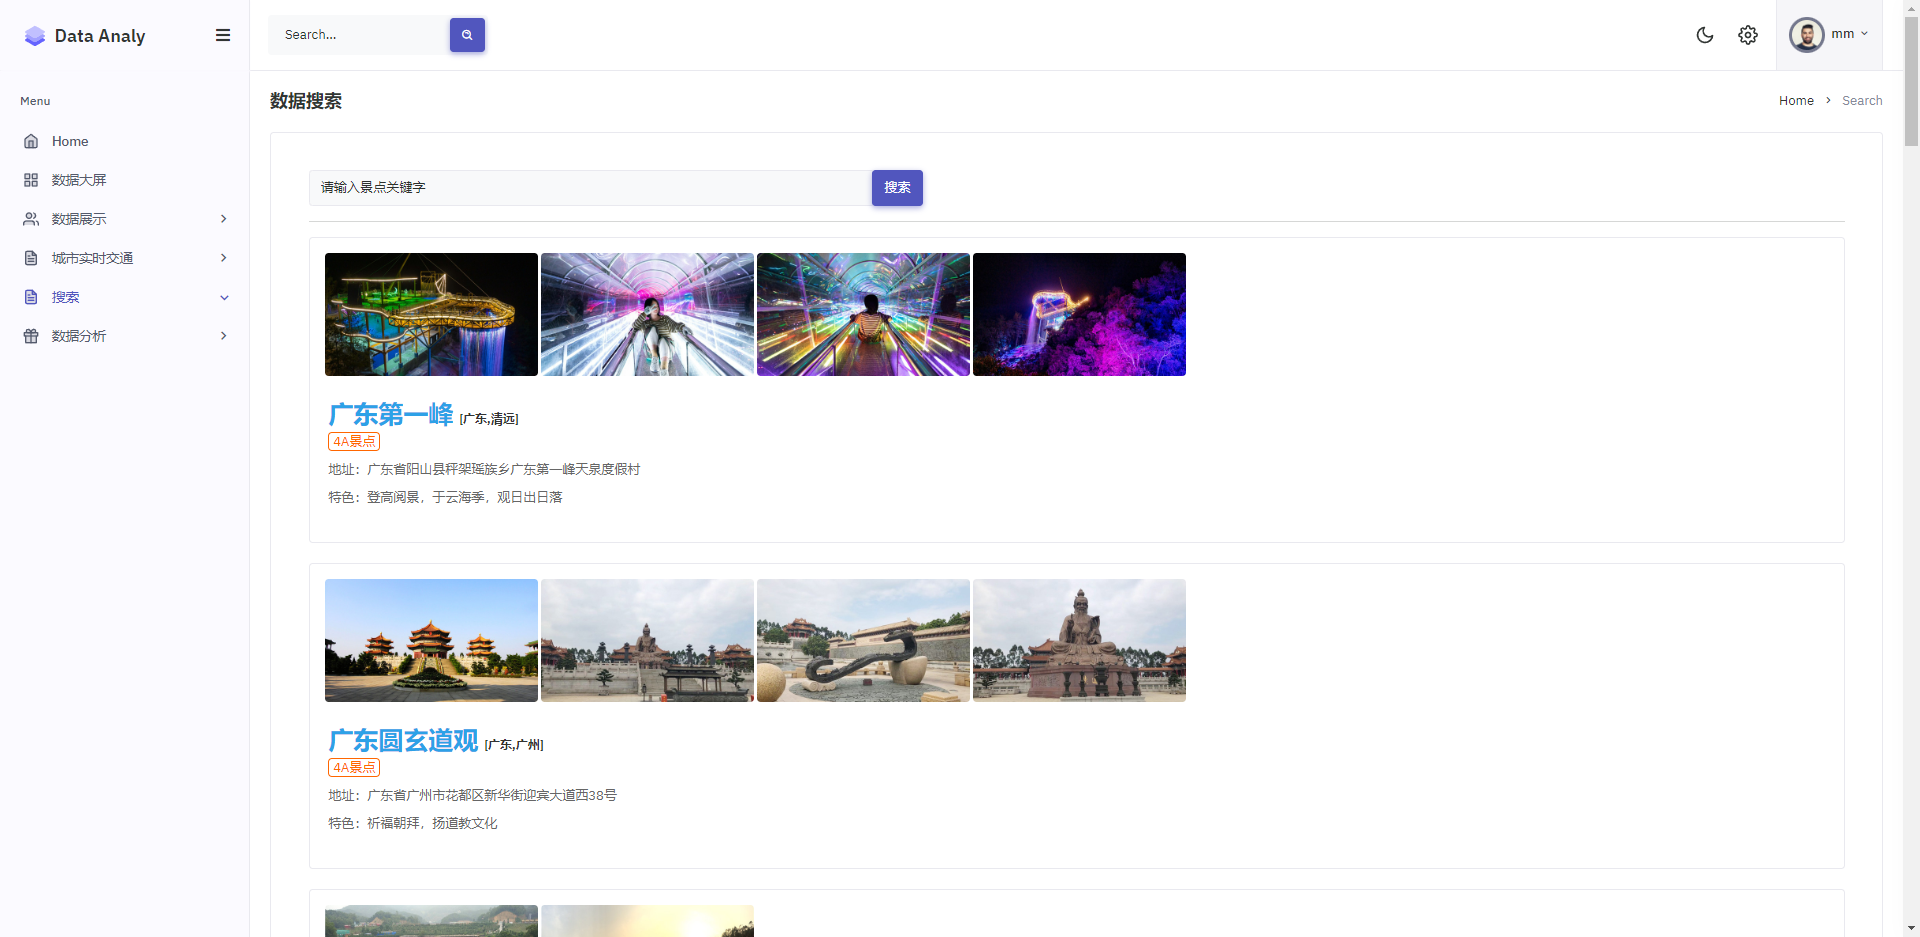 Data Analy
Search...
mm
Menu
Home
数据大屏
数据展示
城市实时交通
搜索
数据分析
数据搜索
Home > Search
请输入景点关键字
搜索
广东第一峰 [广东,清远]
4A景点
地址：广东省阳山县秤架瑶族乡广东第一峰天泉度假村
特色：登高阅景，于云海季，观日出日落
广东圆玄道观 [广东,广州]
4A景点
地址：广东省广州市花都区新华街迎宾大道西38号
特色：祈福朝拜，扬道教文化